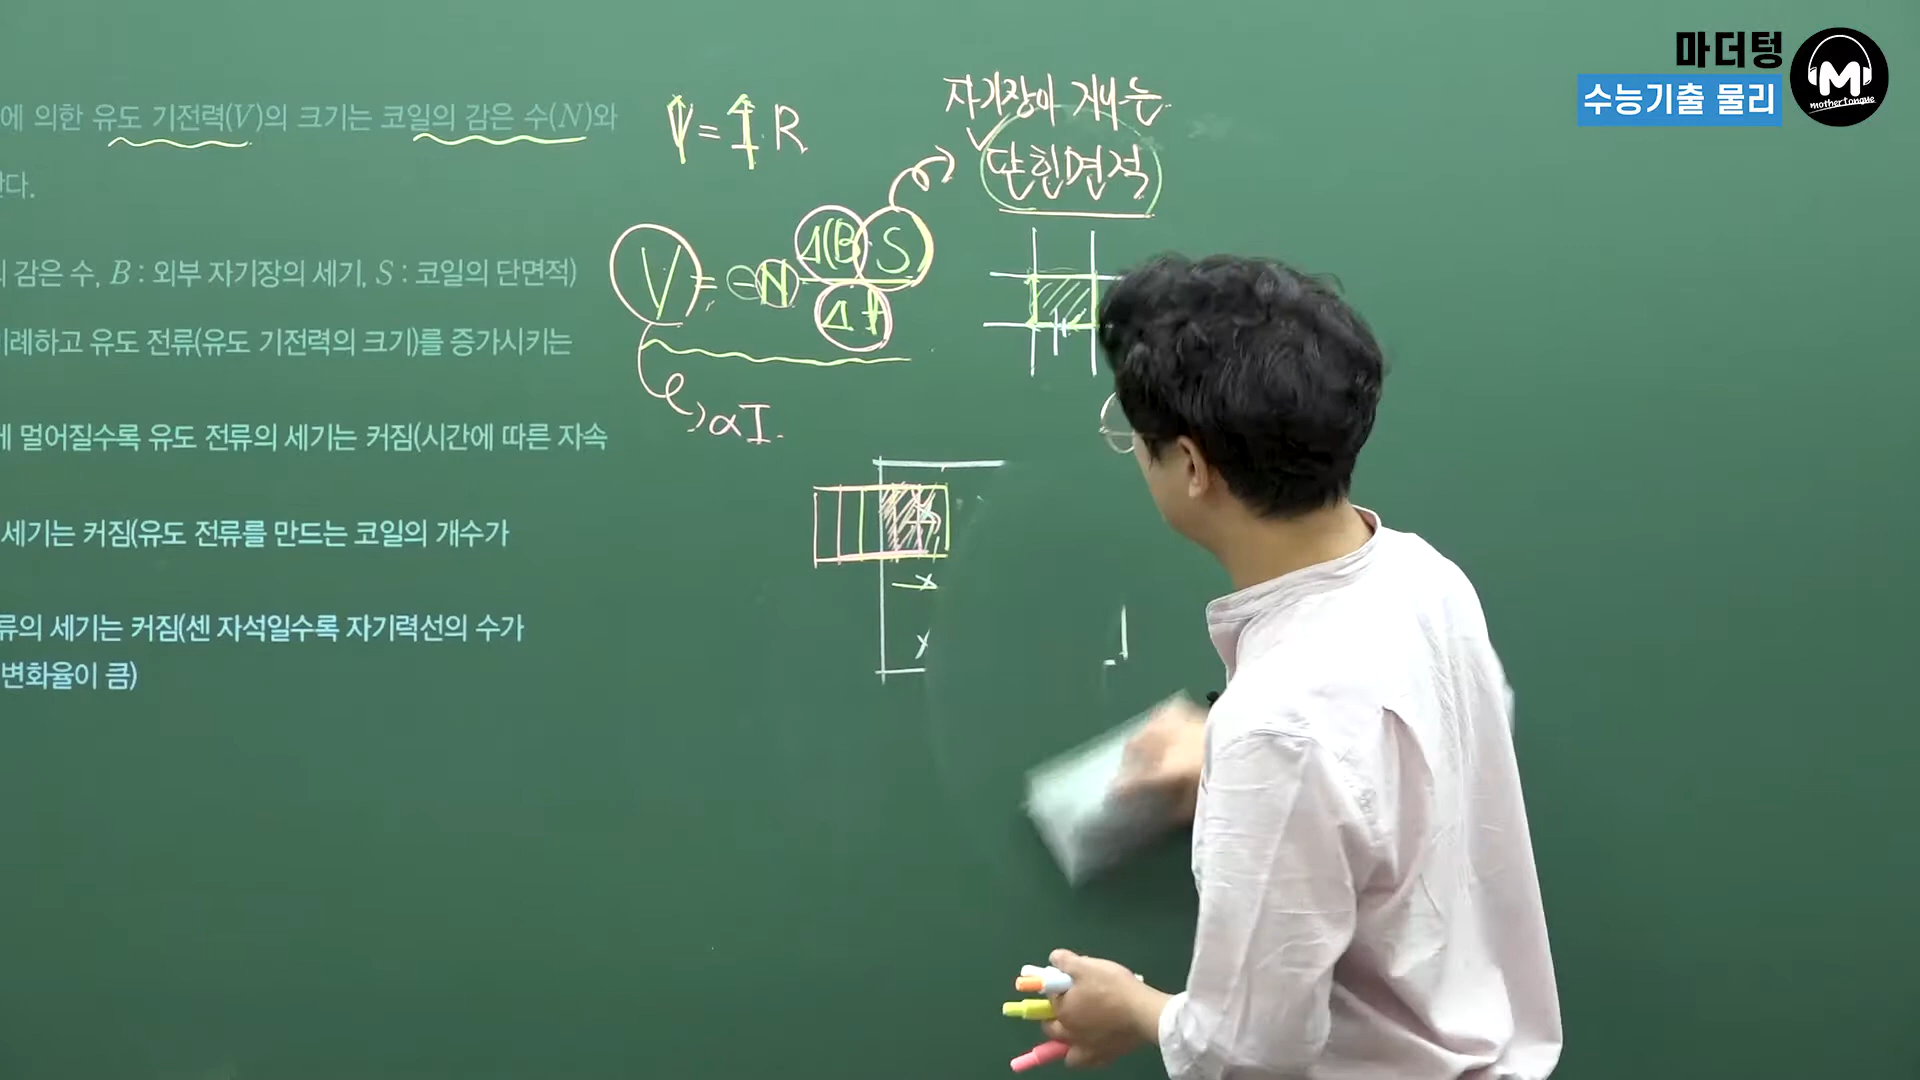 에 의한 유도 기전력(V)의 크기는 코일의 감은 수(N)와
다.
감은 수, B : 외부 자기장의 세기, S : 코일의 단면적)
례하고 유도 전류(유도 기전력의 크기)를 증가시키는
멀어질수록 유도 전류의 세기는 커짐(시간에 따른 자속
세기는 커짐(유도 전류를 만드는 코일의 개수가
류의 세기는 커짐(센 자석일수록 자기력선의 수가
변화율이 큼)
V = I R
V = - N Δ(B S / Δt
∝ I
자기장이 지나는
닫힌면적
마더텅
수능기출 물리
M
mothertongue